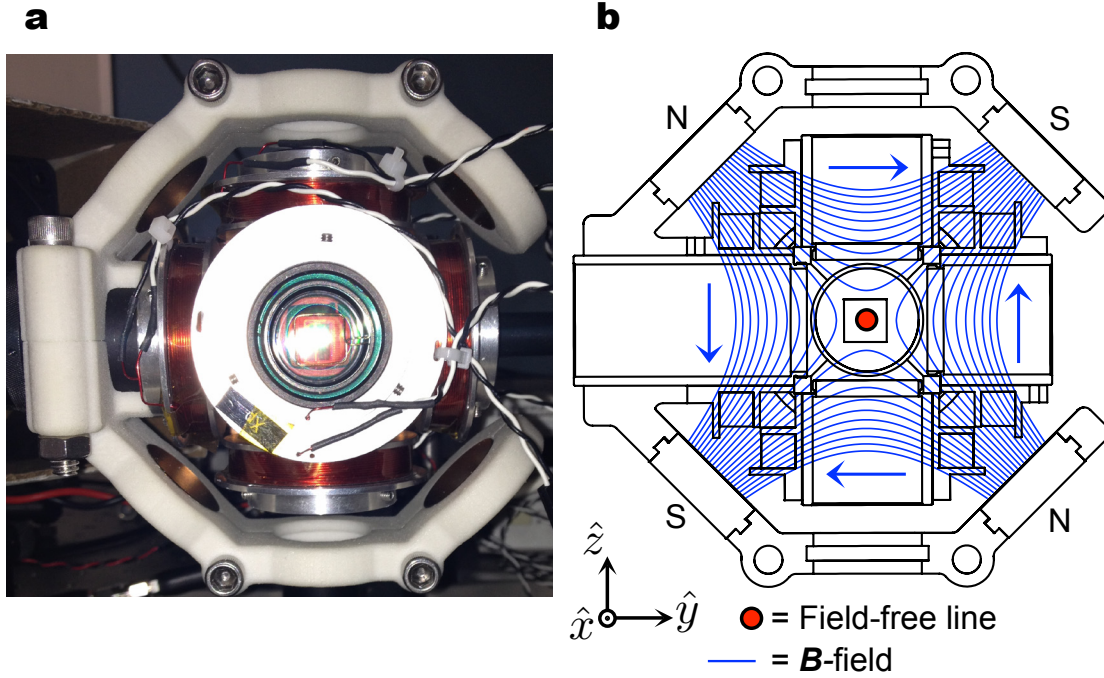 a
b
N
S
S
N
ẑ
x̂
ŷ
= Field-free line
= B-field